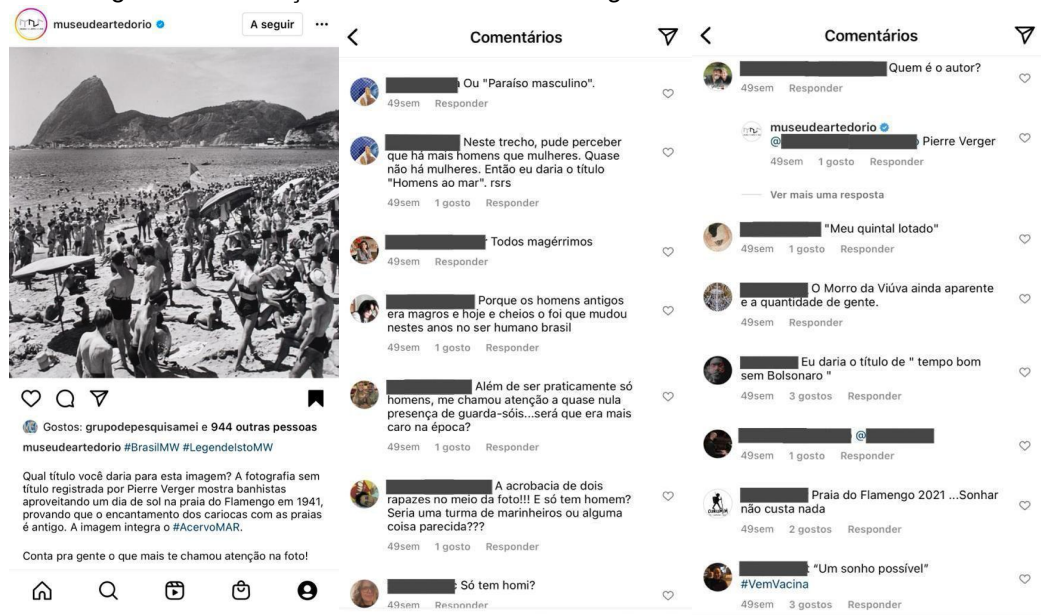 museudeartedorio
A seguir
Gostos: grupodepesquisamei e 944 outras pessoas
museudeartedorio #BrasilMW #LegendeIstoMW
Qual título você daria para esta imagem? A fotografia sem
título registrada por Pierre Verger mostra banhistas
aproveitando um dia de sol na praia do Flamengo em 1941,
provando que o encantamento dos cariocas com as praias
é antigo. A imagem integra o #AcervoMAR.
Conta pra gente o que mais te chamou atenção na foto!
Comentários
Ou "Paraíso masculino".
49sem Responder
Neste trecho, pude perceber
que há mais homens que mulheres. Quase
não há mulheres. Então eu daria o título
"Homens ao mar". rsrs
49sem 1 gosto Responder
Todos magérrimos
49sem Responder
Porque os homens antigos
era magros e hoje e cheios o foi que mudou
nestes anos no ser humano brasil
49sem 1 gosto Responder
Além de ser praticamente só
homens, me chamou atenção a quase nula
presença de guarda-sóis...será que era mais
caro na época?
49sem 1 gosto Responder
A acrobacia de dois
rapazes no meio da foto!!! E só tem homem?
Seria uma turma de marinheiros ou alguma
coisa parecida???
49sem 1 gosto Responder
: Só tem homi?
49sem Responder
Comentários
Quem é o autor?
49sem Responder
museudeartedorio
@ Pierre Verger
49sem 1 gosto Responder
Ver mais uma resposta
"Meu quintal lotado"
49sem 1 gosto Responder
O Morro da Viúva ainda aparente
e a quantidade de gente.
49sem Responder
Eu daria o título de " tempo bom
sem Bolsonaro "
49sem 3 gostos Responder
@
49sem 1 gosto Responder
Praia do Flamengo 2021 ...Sonhar
não custa nada
49sem 2 gostos Responder
: "Um sonho possível"
#VemVacina
49sem 3 gostos Responder